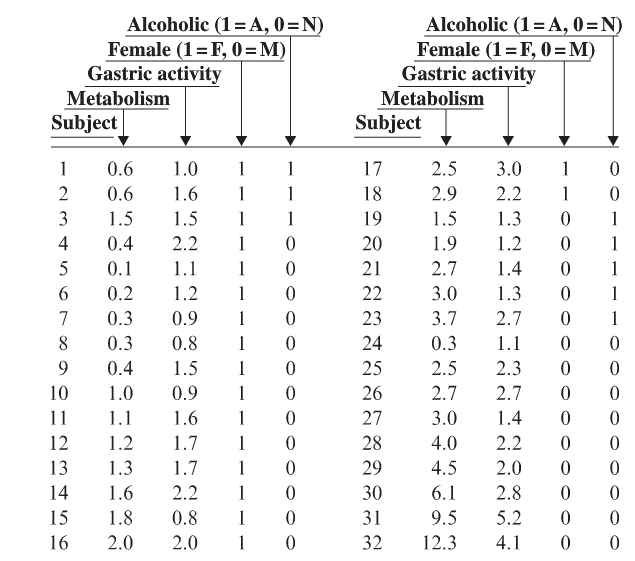 Alcoholic (1 = A, 0 = N) Alcoholic (1 = A, 0 = N)
Female (1 = F, 0 = M) Female (1 = F, 0 = M)
Gastric activity Gastric activity
Metabolism Metabolism
Subject Subject
1 0.6 1.0 1 1 17 2.5 3.0 1 0
2 0.6 1.6 1 1 18 2.9 2.2 1 0
3 1.5 1.5 1 1 19 1.5 1.3 0 1
4 0.4 2.2 1 0 20 1.9 1.2 0 1
5 0.1 1.1 1 0 21 2.7 1.4 0 1
6 0.2 1.2 1 0 22 3.0 1.3 0 1
7 0.3 0.9 1 0 23 3.7 2.7 0 1
8 0.3 0.8 1 0 24 0.3 1.1 0 0
9 0.4 1.5 1 0 25 2.5 2.3 0 0
10 1.0 0.9 1 0 26 2.7 2.7 0 0
11 1.1 1.6 1 0 27 3.0 1.4 0 0
12 1.2 1.7 1 0 28 4.0 2.2 0 0
13 1.3 1.7 1 0 29 4.5 2.0 0 0
14 1.6 2.2 1 0 30 6.1 2.8 0 0
15 1.8 0.8 1 0 31 9.5 5.2 0 0
16 2.0 2.0 1 0 32 12.3 4.1 0 0